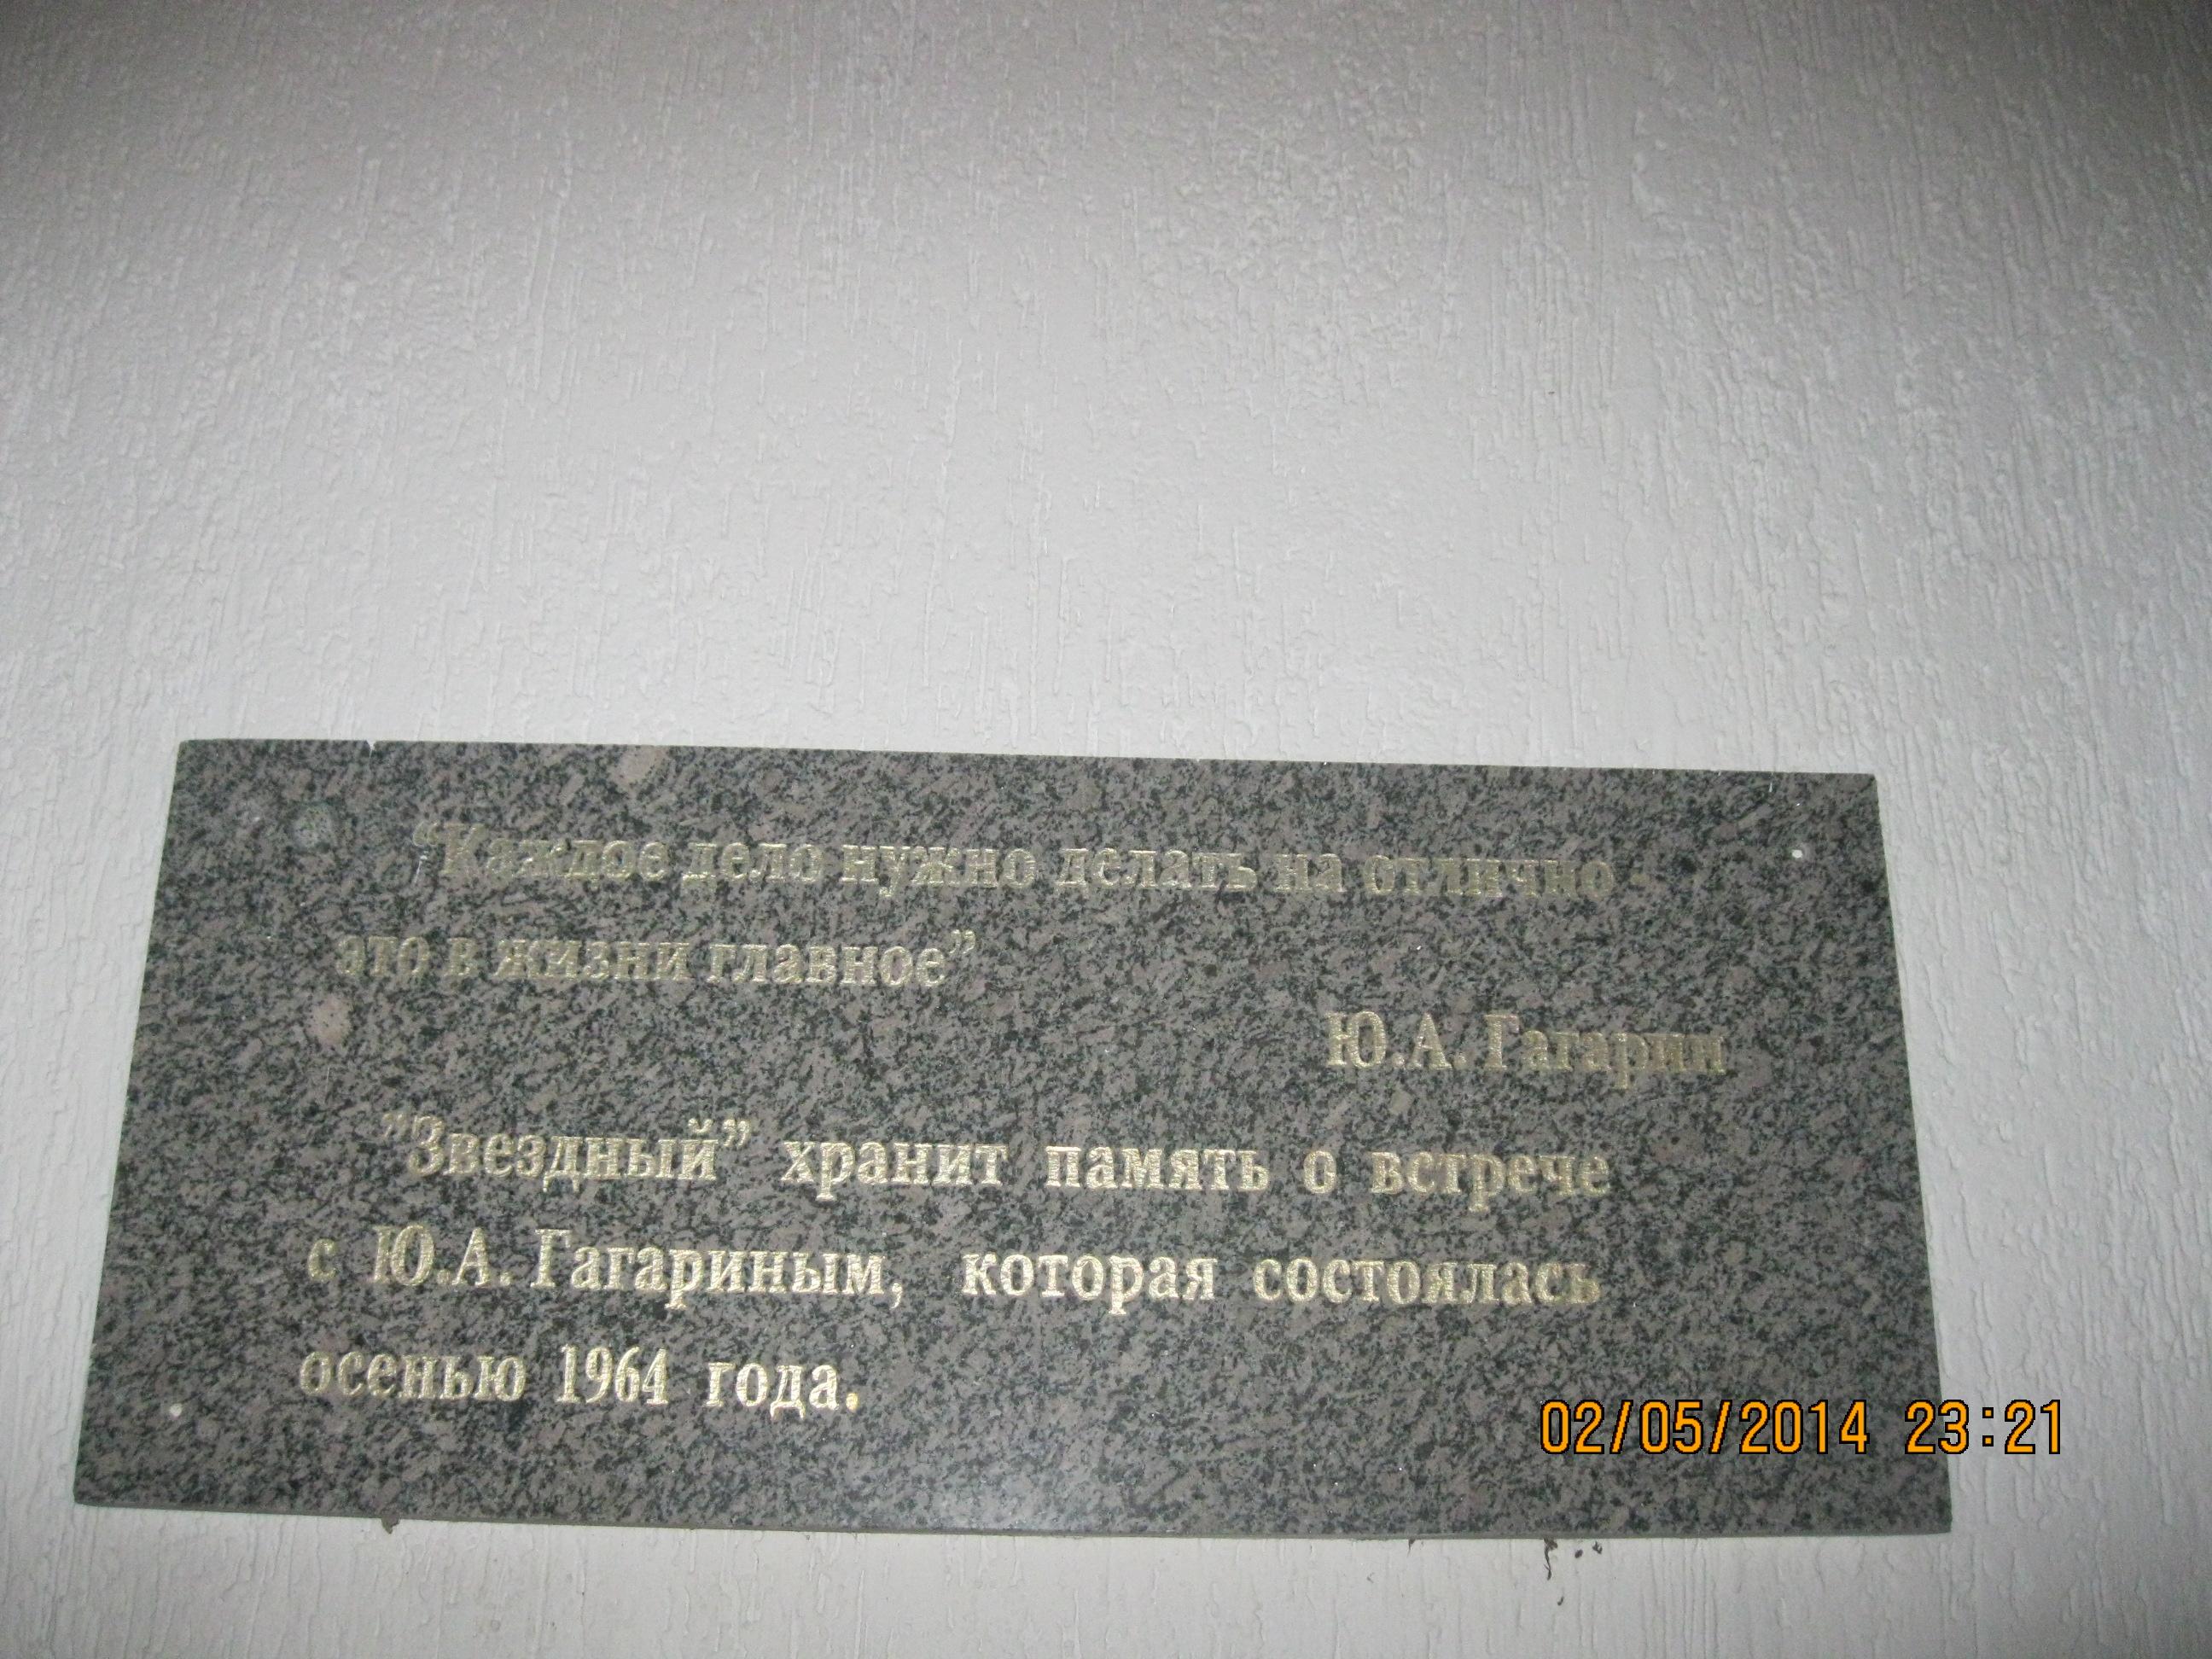 “Каждое дело нужно делать на отлично -
это в жизни главное”
Ю.А. Гагарин
”Звездный” хранит память о встрече
с Ю.А. Гагариным, которая состоялась
осенью 1964 года.
02/05/2014 23:21